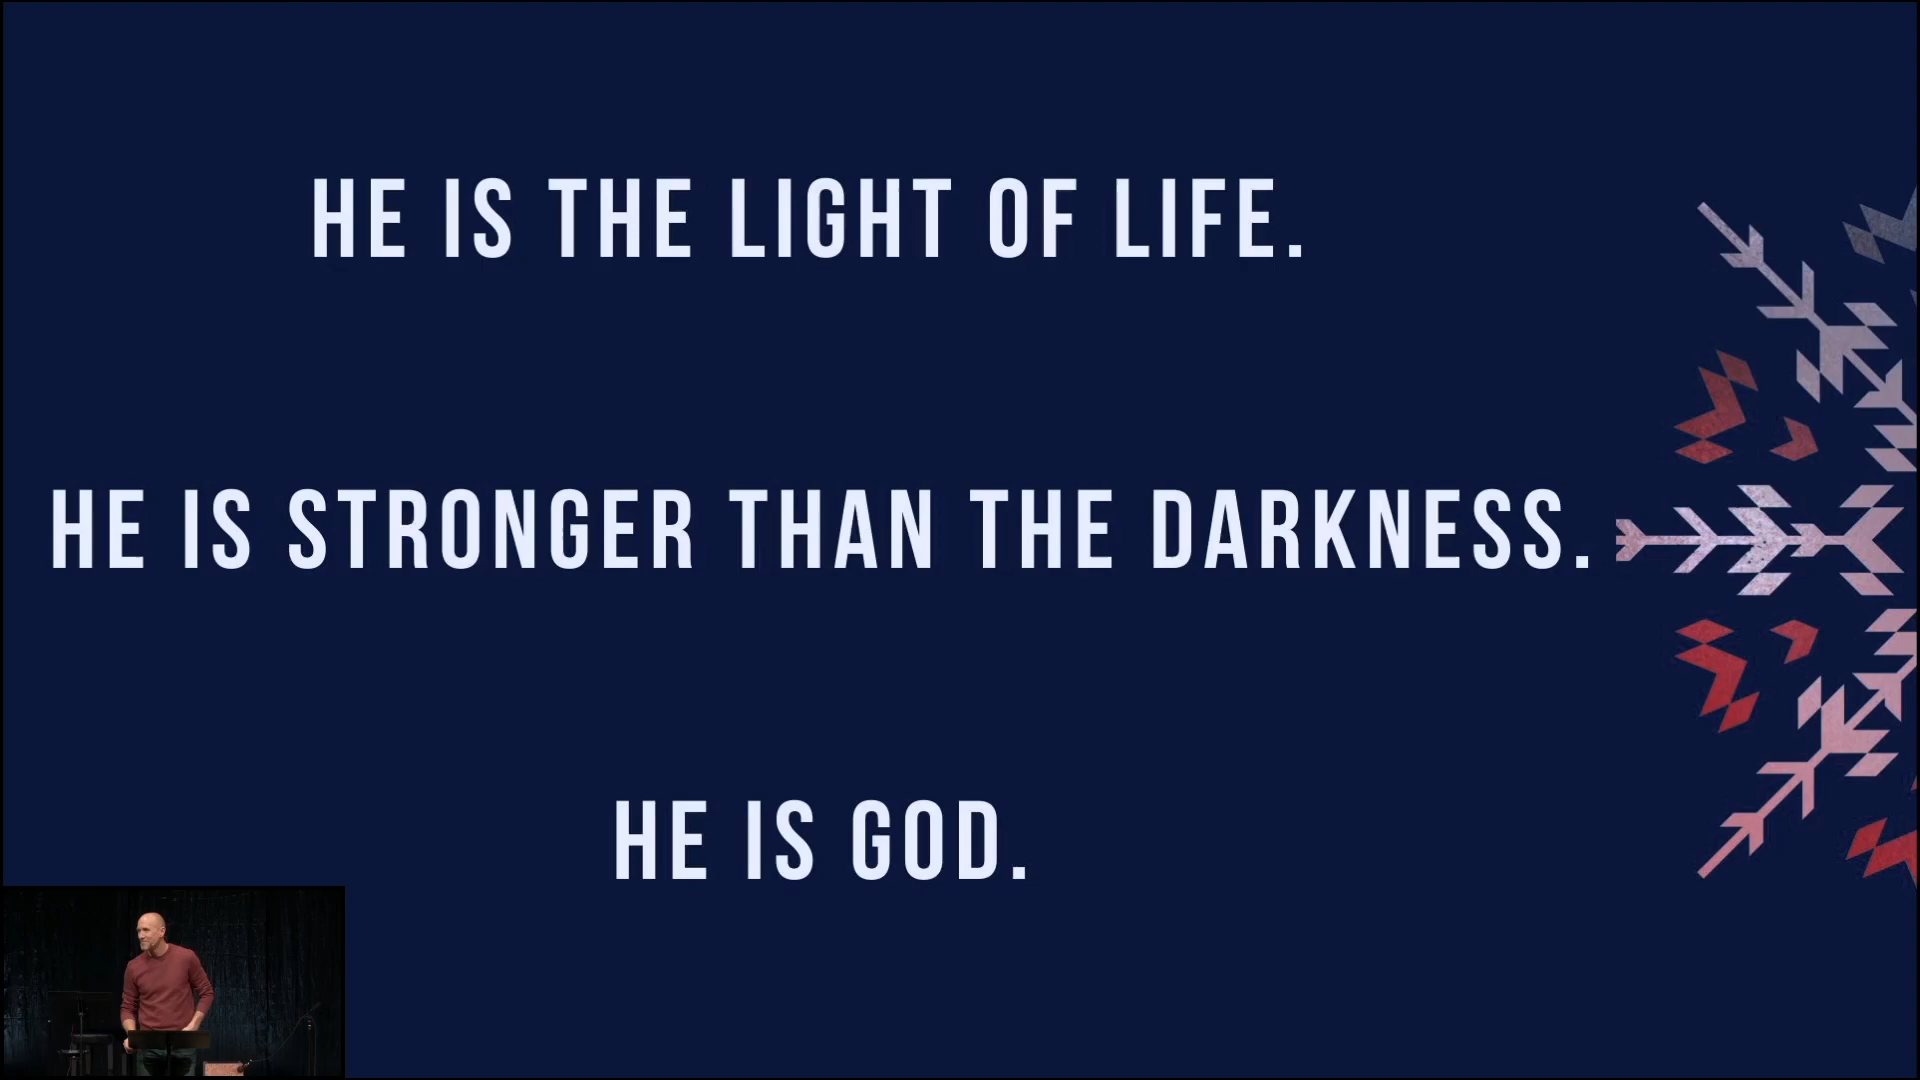 HE IS THE LIGHT OF LIFE.
HE IS STRONGER THAN THE DARKNESS.
HE IS GOD.